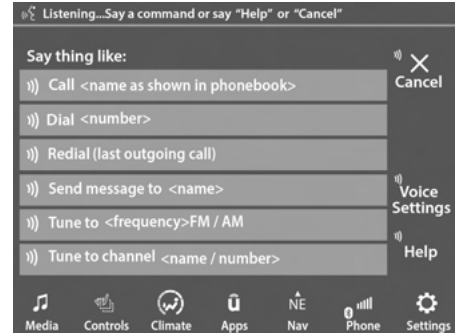 Listening...Say a command or say “Help” or “Cancel”
Say thing like:
Call <name as shown in phonebook>
Dial <number>
Redial (last outgoing call)
Send message to <name>
Tune to <frequency>FM / AM
Tune to channel <name / number>
Cancel
Voice
Settings
Help
NE
Media Controls Climate Apps Nav Phone Settings